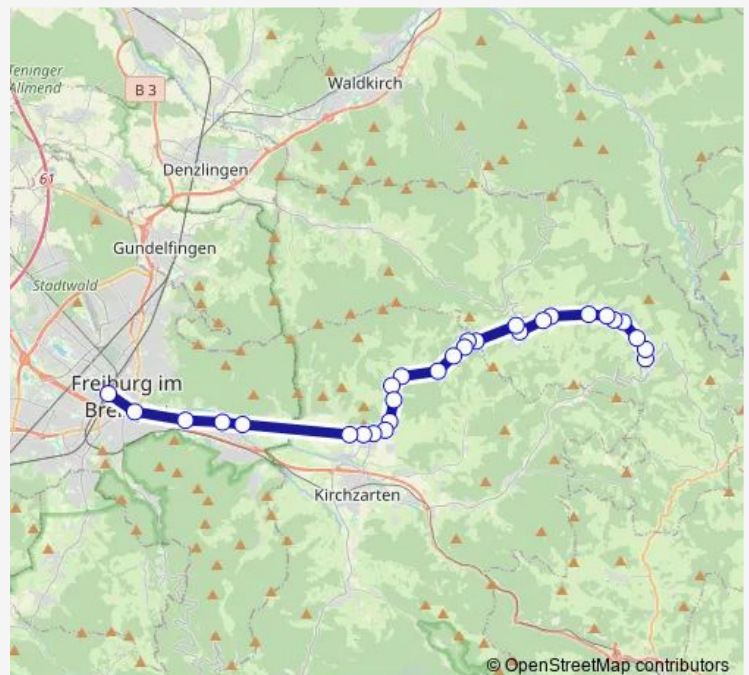 Teninger
Allmend
B 3
Waldkirch
Denzlingen
61
Gundelfingen
Stadtwald
Freiburg im
Kirchzarten
© OpenStreetMap contributors